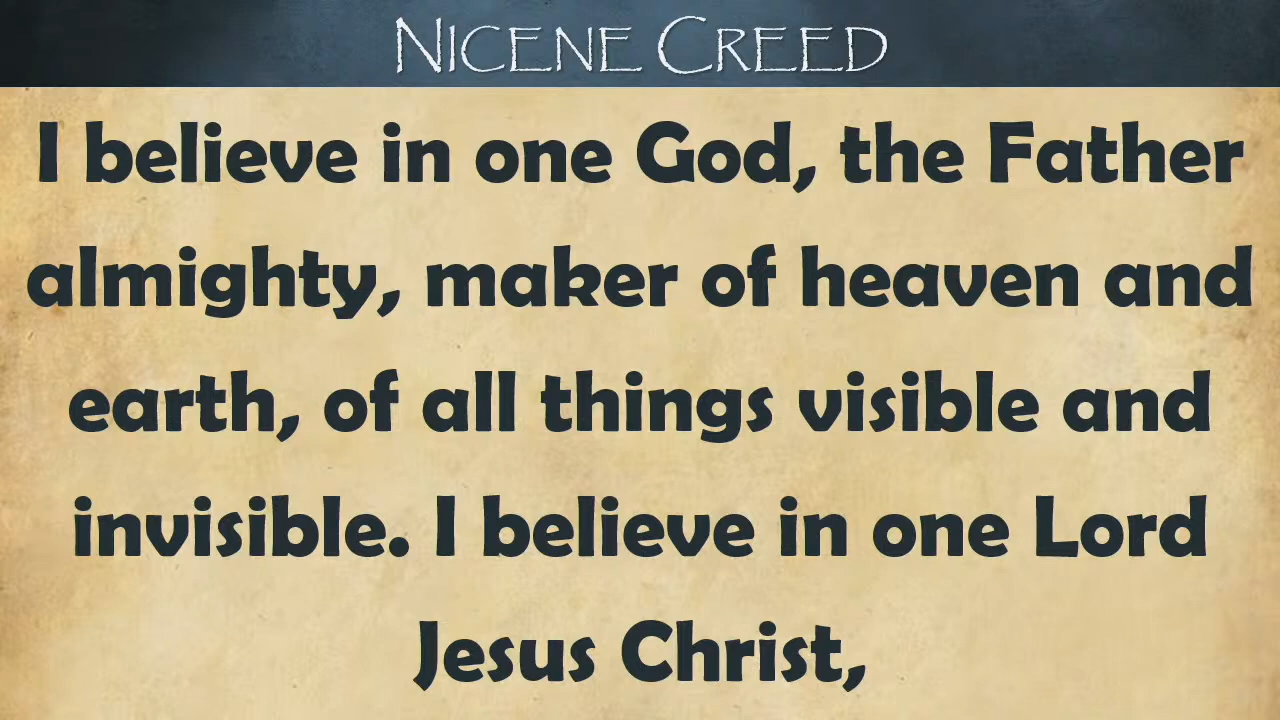 NICENE CREED
I believe in one God, the Father
almighty, maker of heaven and
earth, of all things visible and
invisible. I believe in one Lord
Jesus Christ,